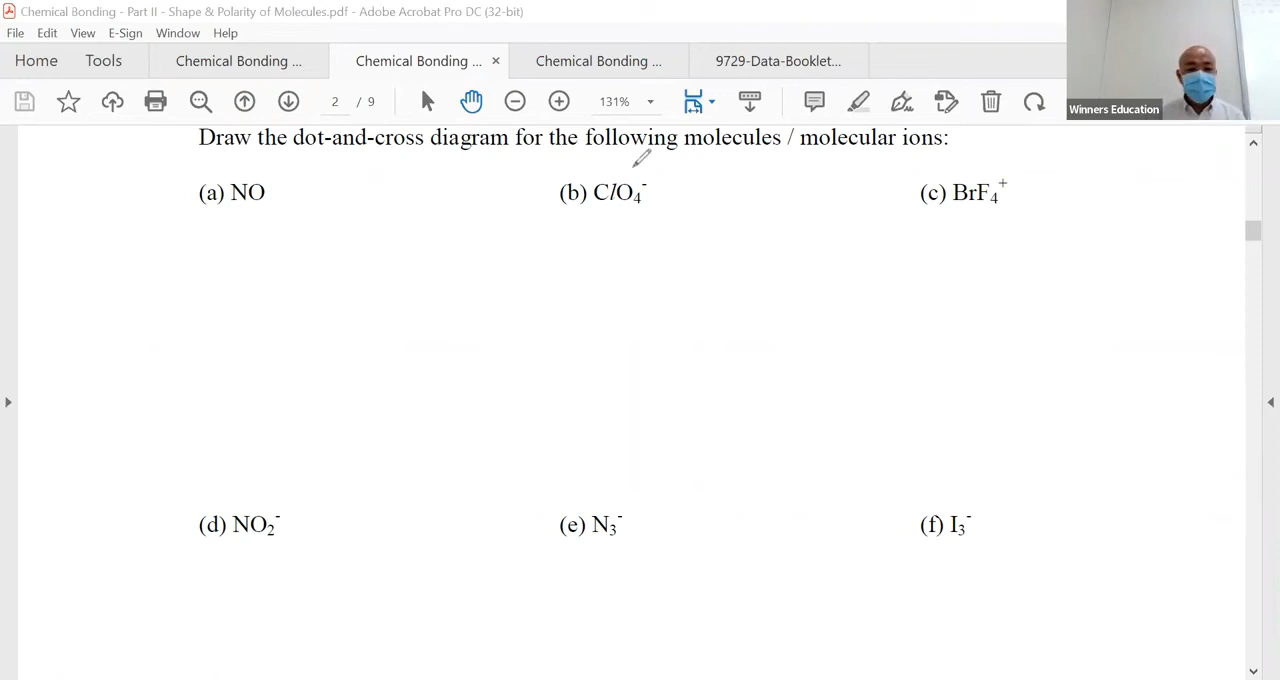 Chemical Bonding - Part II - Shape & Polarity of Molecules.pdf - Adobe Acrobat Pro DC (32-bit)
File Edit View E-Sign Window Help
Home Tools Chemical Bonding ... Chemical Bonding ... × Chemical Bonding ... 9729-Data-Booklet...
2 / 9 131%
Winners Education
Draw the dot-and-cross diagram for the following molecules / molecular ions:
(a) NO (b) ClO₄⁻ (c) BrF₄⁺
(d) NO₂⁻ (e) N₃⁻ (f) I₃⁻